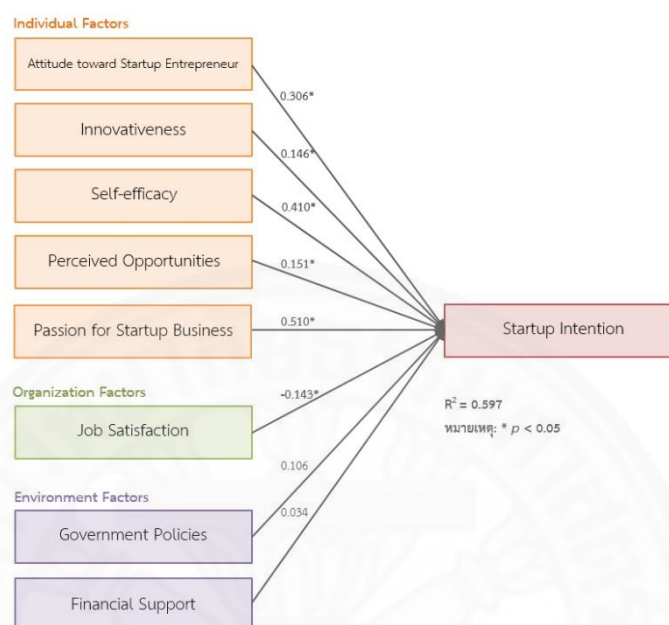 Individual Factors
Attitude toward Startup Entrepreneur
0.306*
Innovativeness
0.146*
Self-efficacy
0.410*
Perceived Opportunities
0.151*
Passion for Startup Business
0.510*
Startup Intention
Organization Factors
-0.143*
Job Satisfaction
R² = 0.597
หมายเหตุ: * p < 0.05
Environment Factors
0.106
Government Policies
0.034
Financial Support